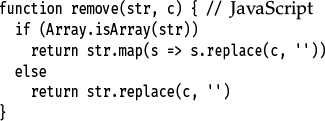 function remove(str, c) { // JavaScript
  if (Array.isArray(str))
    return str.map(s => s.replace(c, ''))
  else
    return str.replace(c, '')
}